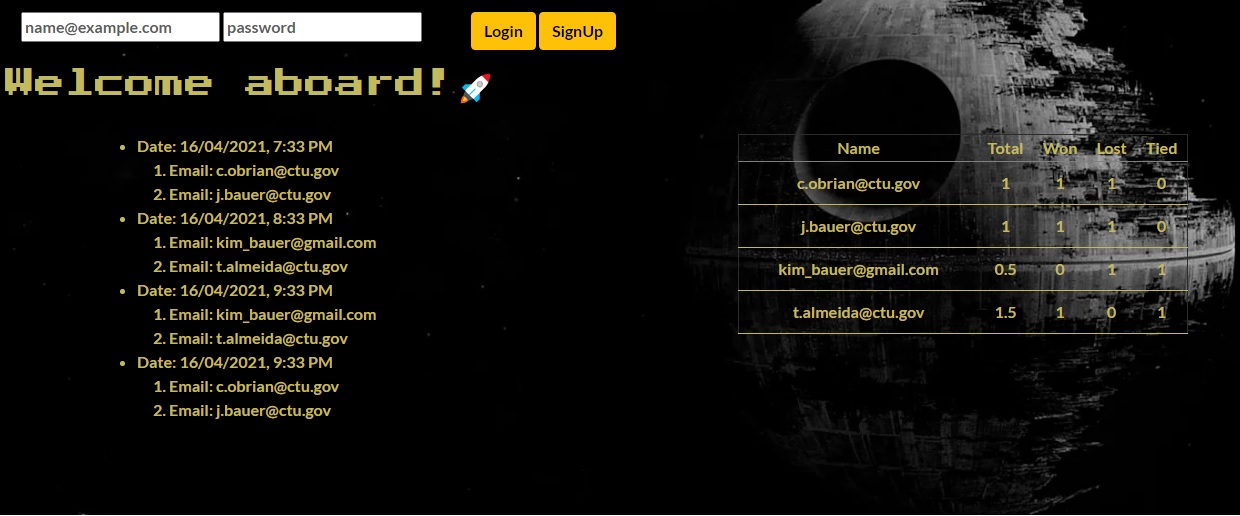 name@example.com password Login SignUp
Welcome aboard! 🚀
• Date: 16/04/2021, 7:33 PM
1. Email: c.obrian@ctu.gov
2. Email: j.bauer@ctu.gov
• Date: 16/04/2021, 8:33 PM
1. Email: kim_bauer@gmail.com
2. Email: t.almeida@ctu.gov
• Date: 16/04/2021, 9:33 PM
1. Email: kim_bauer@gmail.com
2. Email: t.almeida@ctu.gov
• Date: 16/04/2021, 9:33 PM
1. Email: c.obrian@ctu.gov
2. Email: j.bauer@ctu.gov
Name Total Won Lost Tied
c.obrian@ctu.gov 1 1 1 0
j.bauer@ctu.gov 1 1 1 0
kim_bauer@gmail.com 0.5 0 1 1
t.almeida@ctu.gov 1.5 1 0 1